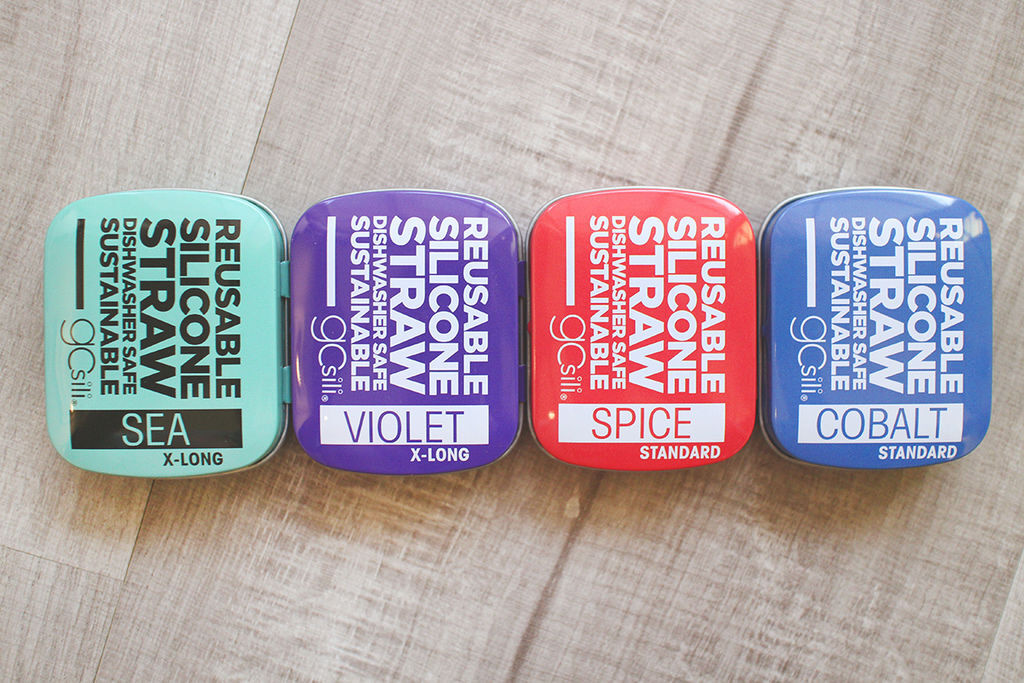 REUSABLE
SILICONE
STRAW
DISHWASHER SAFE
SUSTAINABLE
gosili®
SEA
X-LONG
REUSABLE
SILICONE
STRAW
DISHWASHER SAFE
SUSTAINABLE
gosili®
VIOLET
X-LONG
REUSABLE
SILICONE
STRAW
DISHWASHER SAFE
SUSTAINABLE
gosili®
SPICE
STANDARD
REUSABLE
SILICONE
STRAW
DISHWASHER SAFE
SUSTAINABLE
gosili®
COBALT
STANDARD